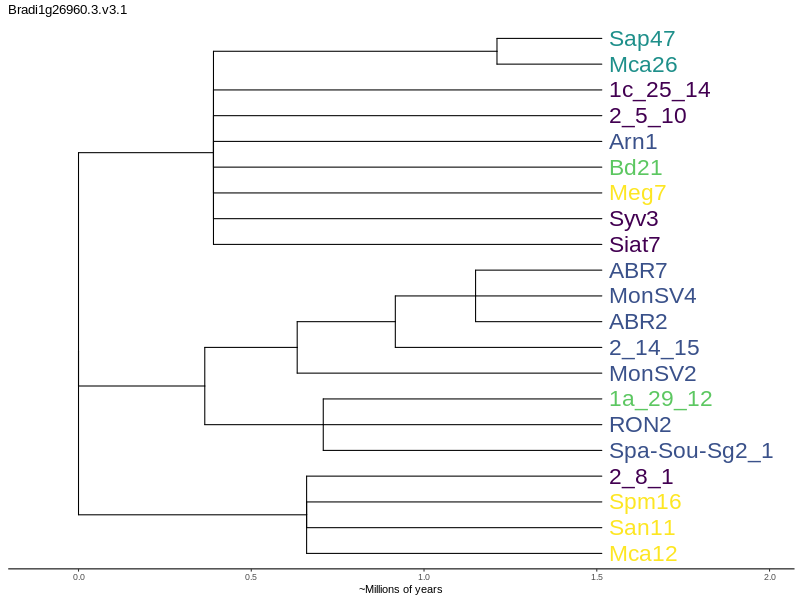 Bradi1g26960.3.v3.1
Sap47
Mca26
1c_25_14
2_5_10
Arn1
Bd21
Meg7
Syv3
Siat7
ABR7
MonSV4
ABR2
2_14_15
MonSV2
1a_29_12
RON2
Spa-Sou-Sg2_1
2_8_1
Spm16
San11
Mca12
0.0 0.5 1.0 1.5 2.0
~Millions of years